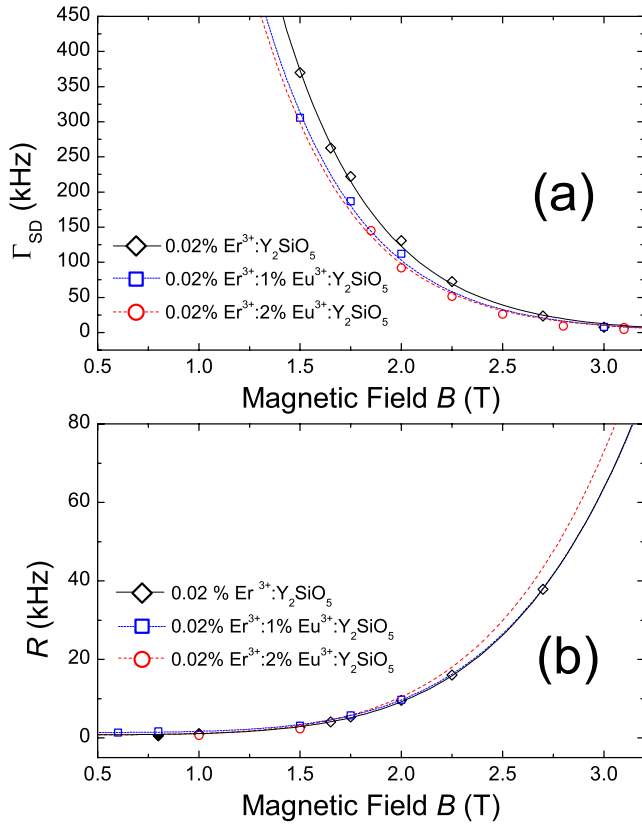 450
400
350
300
250
200
150
100
50
0
Γ_SD (kHz)
(a)
0.02% Er³⁺:Y₂SiO₅
0.02% Er³⁺:1% Eu³⁺:Y₂SiO₅
0.02% Er³⁺:2% Eu³⁺:Y₂SiO₅
0.5 1.0 1.5 2.0 2.5 3.0
Magnetic Field B (T)
80
60
40
20
0
R (kHz)
0.02 % Er ³⁺:Y₂SiO₅
0.02% Er³⁺:1% Eu³⁺:Y₂SiO₅
0.02% Er³⁺:2% Eu³⁺:Y₂SiO₅
(b)
0.5 1.0 1.5 2.0 2.5 3.0
Magnetic Field B (T)